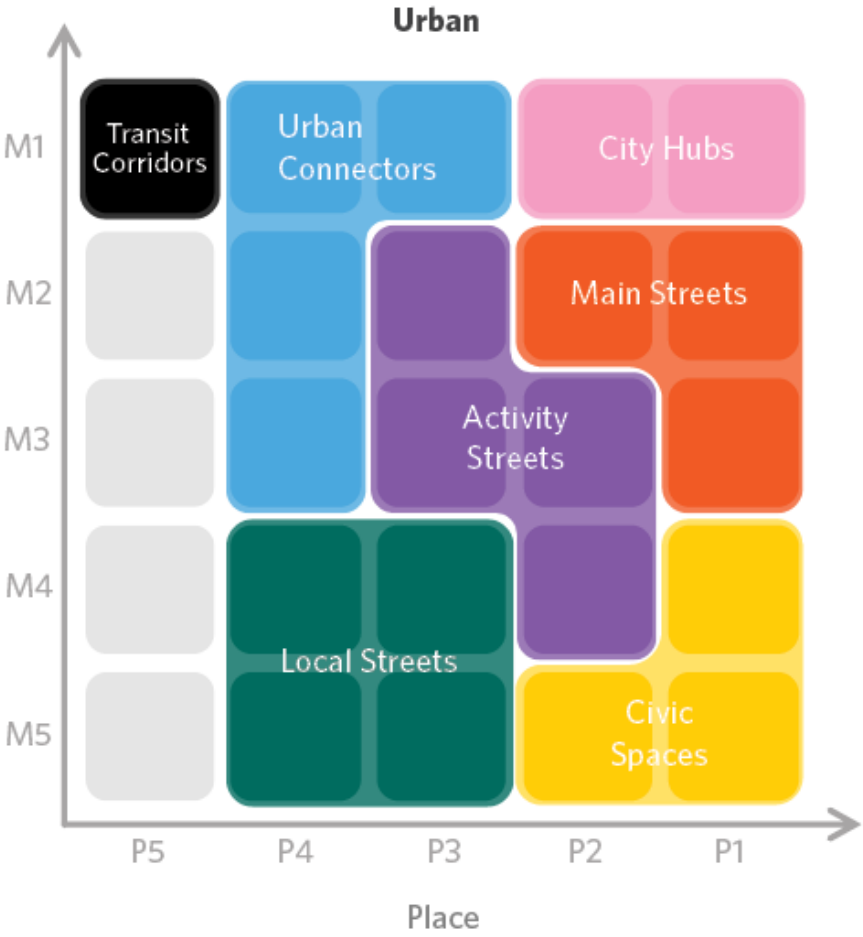 Urban
M1
Transit
Corridors
Urban
Connectors
City Hubs
M2
Main Streets
M3
Activity
Streets
M4
Local Streets
M5
Civic
Spaces
P5
P4
P3
P2
P1
Place